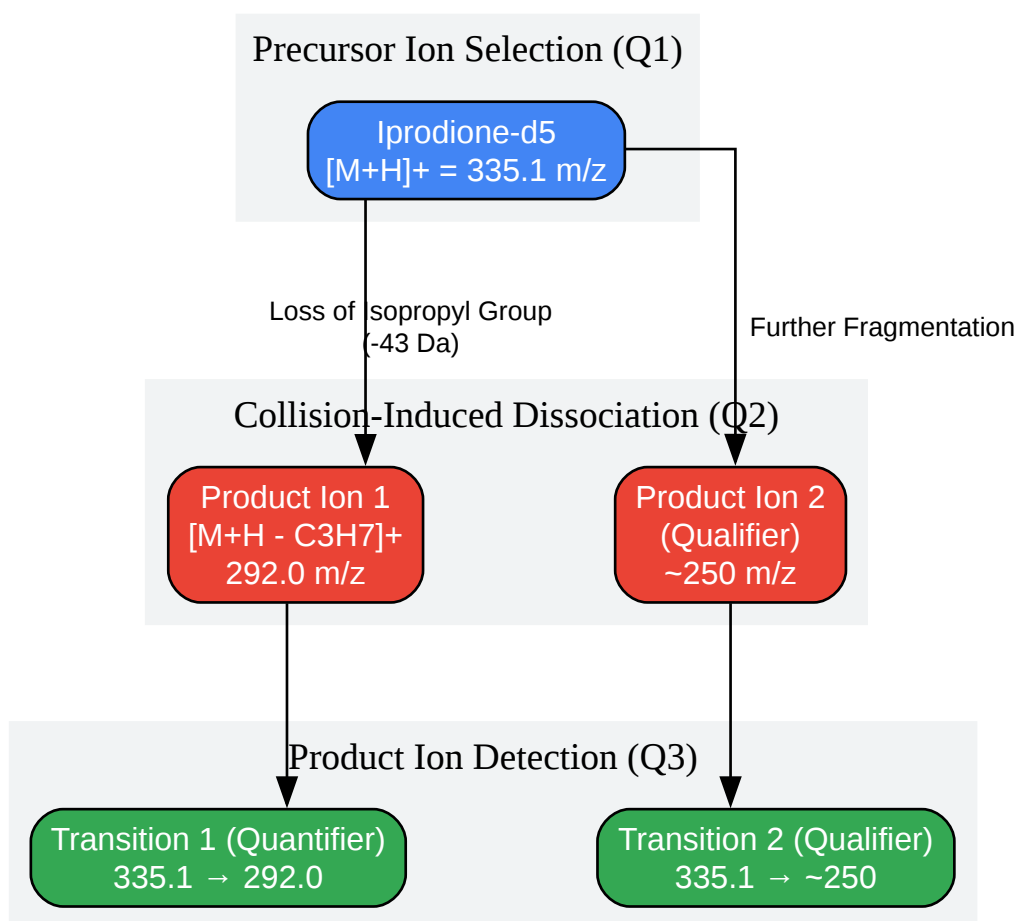 Precursor Ion Selection (Q1)
Iprodione-d5
[M+H]+ = 335.1 m/z
Loss of Isopropyl Group
(-43 Da)
Further Fragmentation
Collision-Induced Dissociation (Q2)
Product Ion 1
[M+H - C3H7]+
292.0 m/z
Product Ion 2
(Qualifier)
~250 m/z
Product Ion Detection (Q3)
Transition 1 (Quantifier)
335.1 → 292.0
Transition 2 (Qualifier)
335.1 → ~250